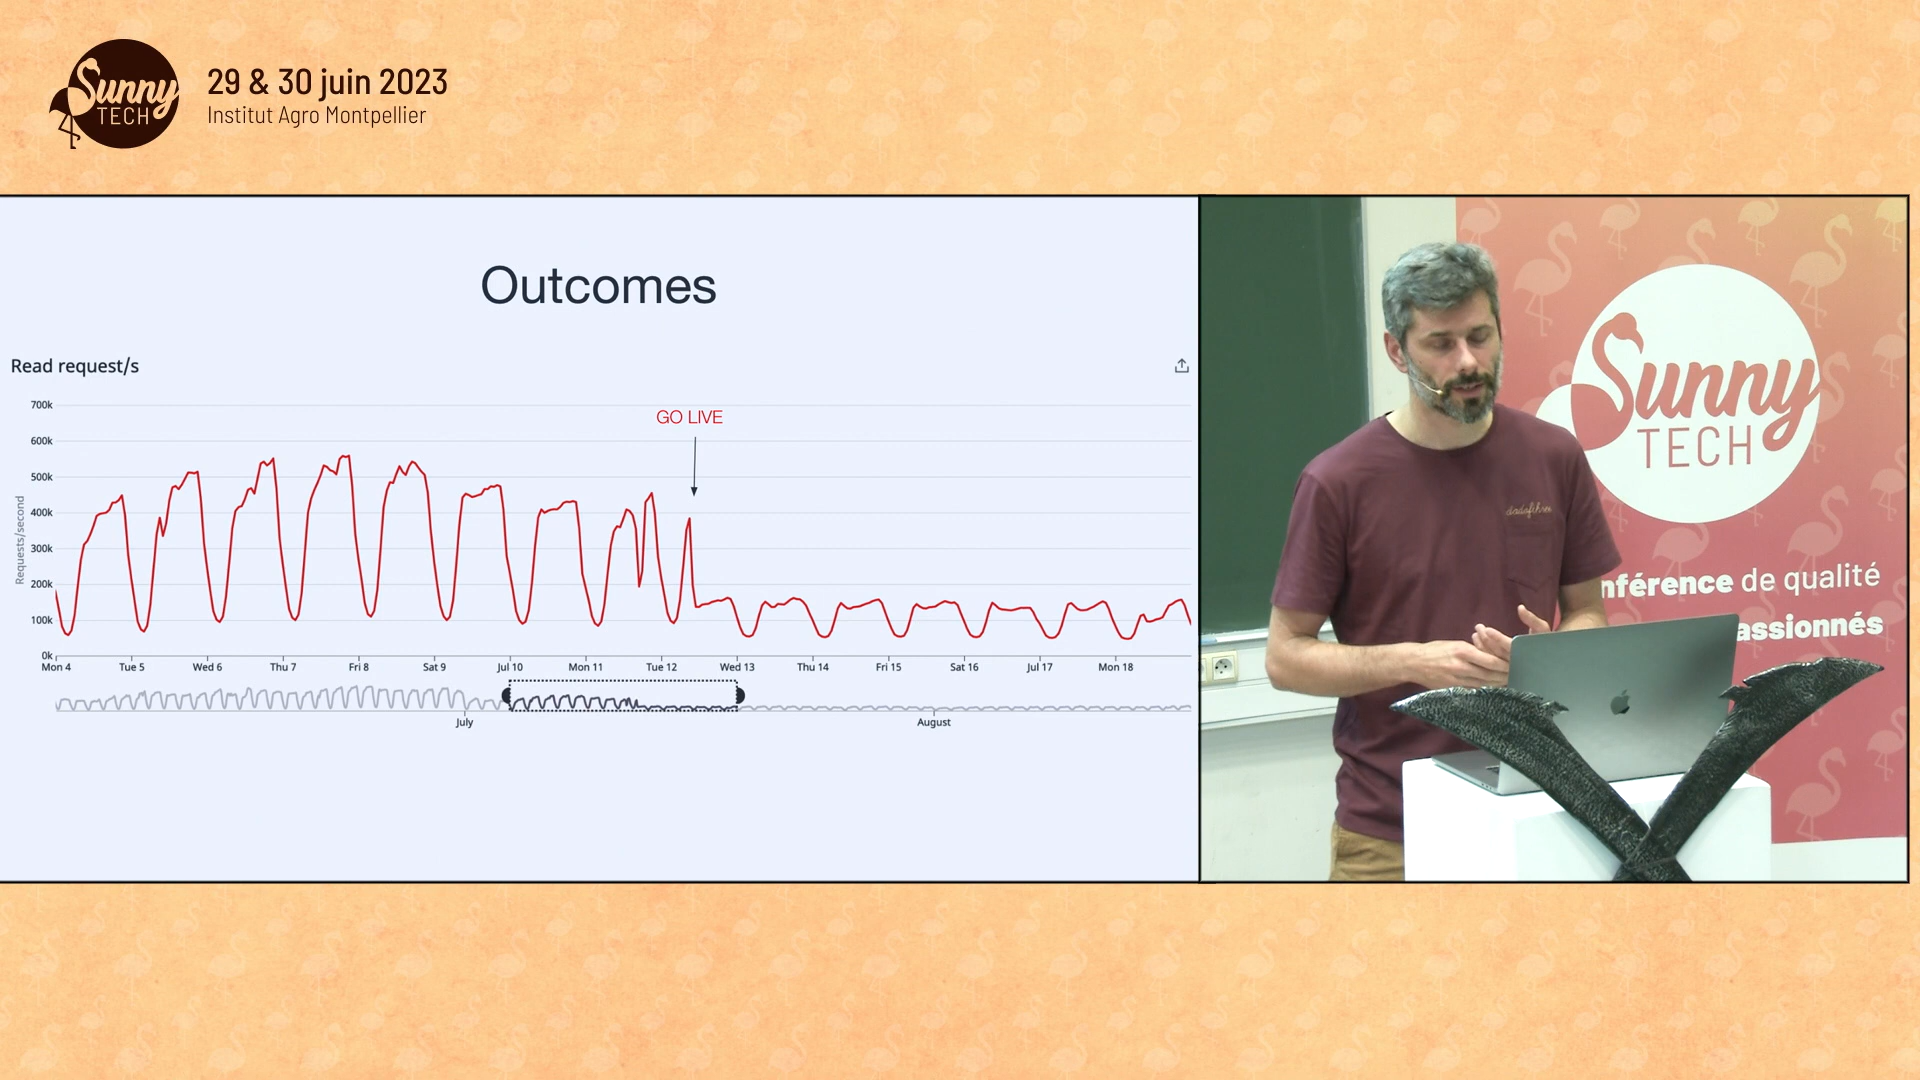 Sunny
TECH
29 & 30 juin 2023
Institut Agro Montpellier
Outcomes
Read request/s
GO LIVE
Requests/second
700k
600k
500k
400k
300k
200k
100k
0k
Mon 4 Tue 5 Wed 6 Thu 7 Fri 8 Sat 9 Jul 10 Mon 11 Tue 12 Wed 13 Thu 14 Fri 15 Sat 16 Jul 17 Mon 18
July August
Sunny
TECH
nférence de qualité
assionnés